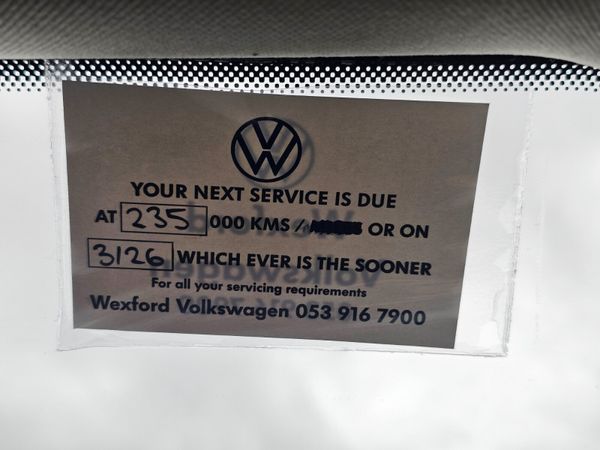 YOUR NEXT SERVICE IS DUE
AT 235 000 KMS / OR ON
3/26 WHICH EVER IS THE SOONER
For all your servicing requirements
Wexford Volkswagen 053 916 7900